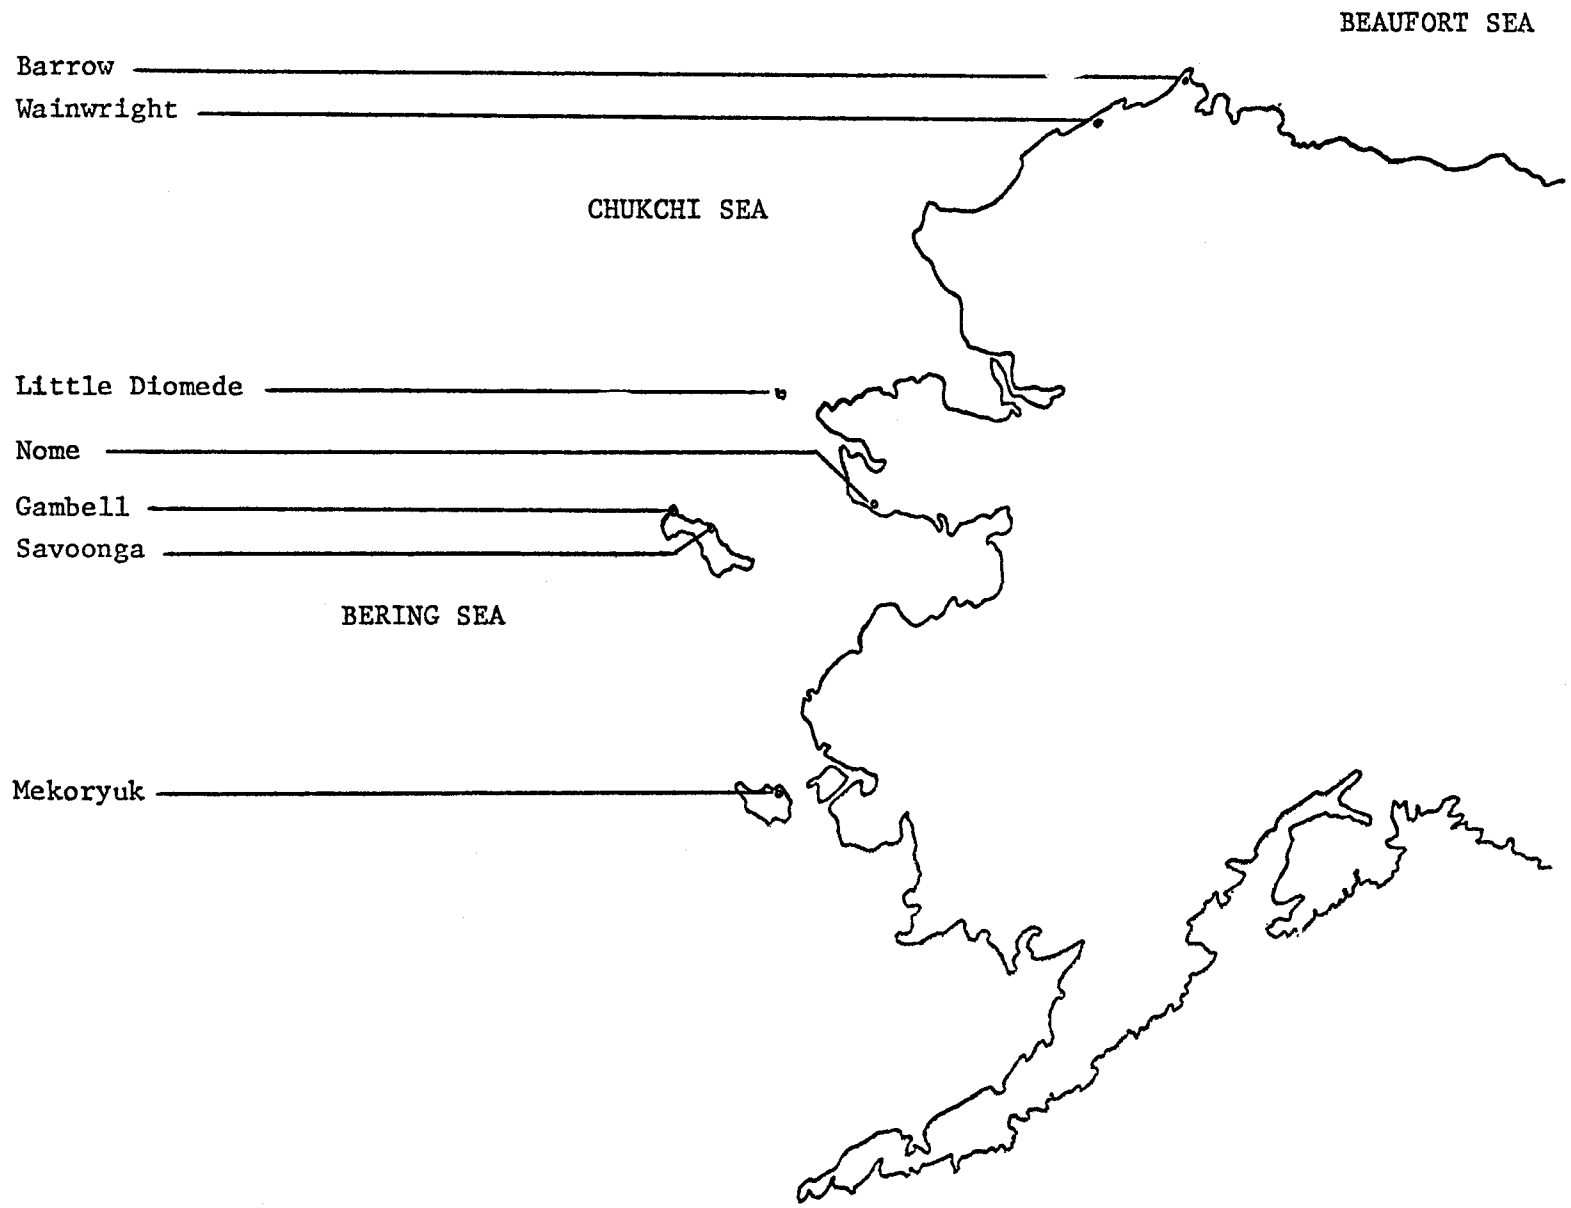 BEAUFORT SEA
Barrow
Wainwright
CHUKCHI SEA
Little Diomede
Nome
Gambell
Savoonga
BERING SEA
Mekoryuk